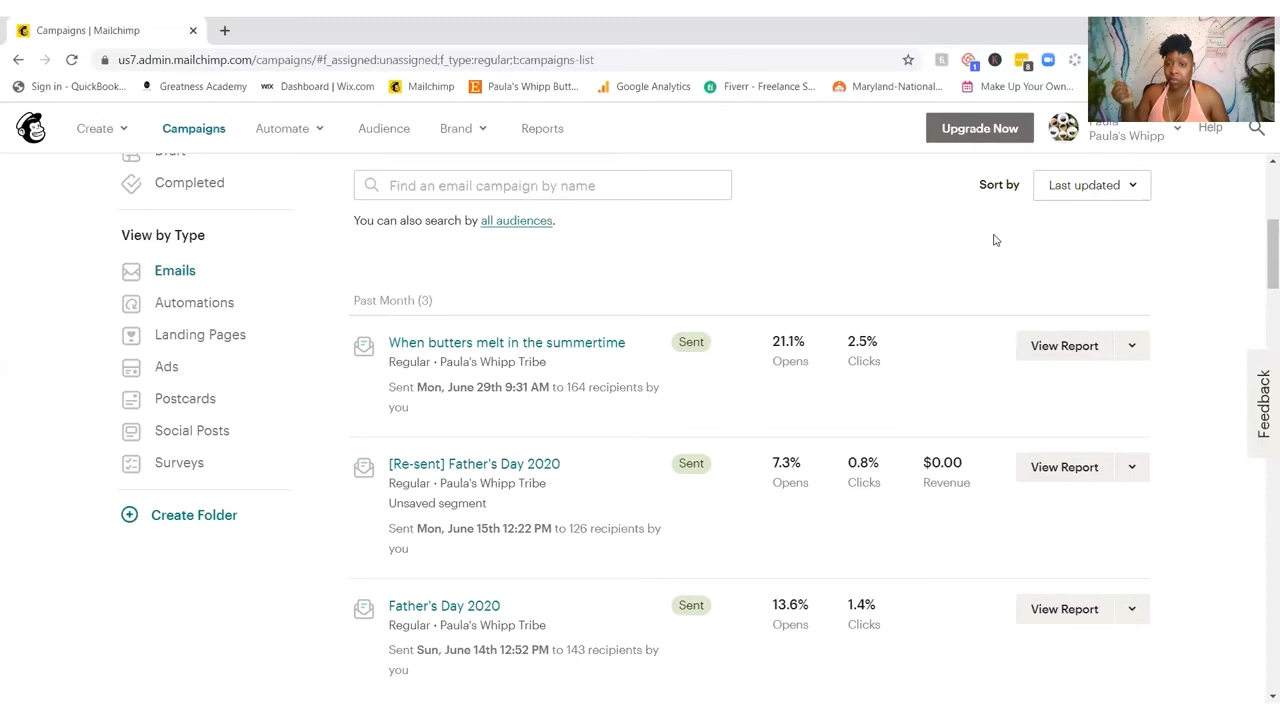 Campaigns | Mailchimp
us7.admin.mailchimp.com/campaigns/#f_assigned:unassigned;f_type:regular;t:campaigns-list
Sign in - QuickBook...
Greatness Academy
WIX
Dashboard | Wix.com
Mailchimp
Paula's Whipp Butt...
Google Analytics
Fiverr - Freelance S...
Maryland-National...
Make Up Your Own...
Create
Campaigns
Automate
Audience
Brand
Reports
Upgrade Now
Paula
Paula's Whipp
Help
Draft
Completed
View by Type
Emails
Automations
Landing Pages
Ads
Postcards
Social Posts
Surveys
Create Folder
Find an email campaign by name
Sort by
Last updated
You can also search by all audiences.
Past Month (3)
When butters melt in the summertime
Regular · Paula's Whipp Tribe
Sent Mon, June 29th 9:31 AM to 164 recipients by
you
Sent
21.1%
Opens
2.5%
Clicks
View Report
[Re-sent] Father's Day 2020
Regular · Paula's Whipp Tribe
Unsaved segment
Sent Mon, June 15th 12:22 PM to 126 recipients by
you
Sent
7.3%
Opens
0.8%
Clicks
$0.00
Revenue
View Report
Father's Day 2020
Regular · Paula's Whipp Tribe
Sent Sun, June 14th 12:52 PM to 143 recipients by
you
Sent
13.6%
Opens
1.4%
Clicks
View Report
Feedback